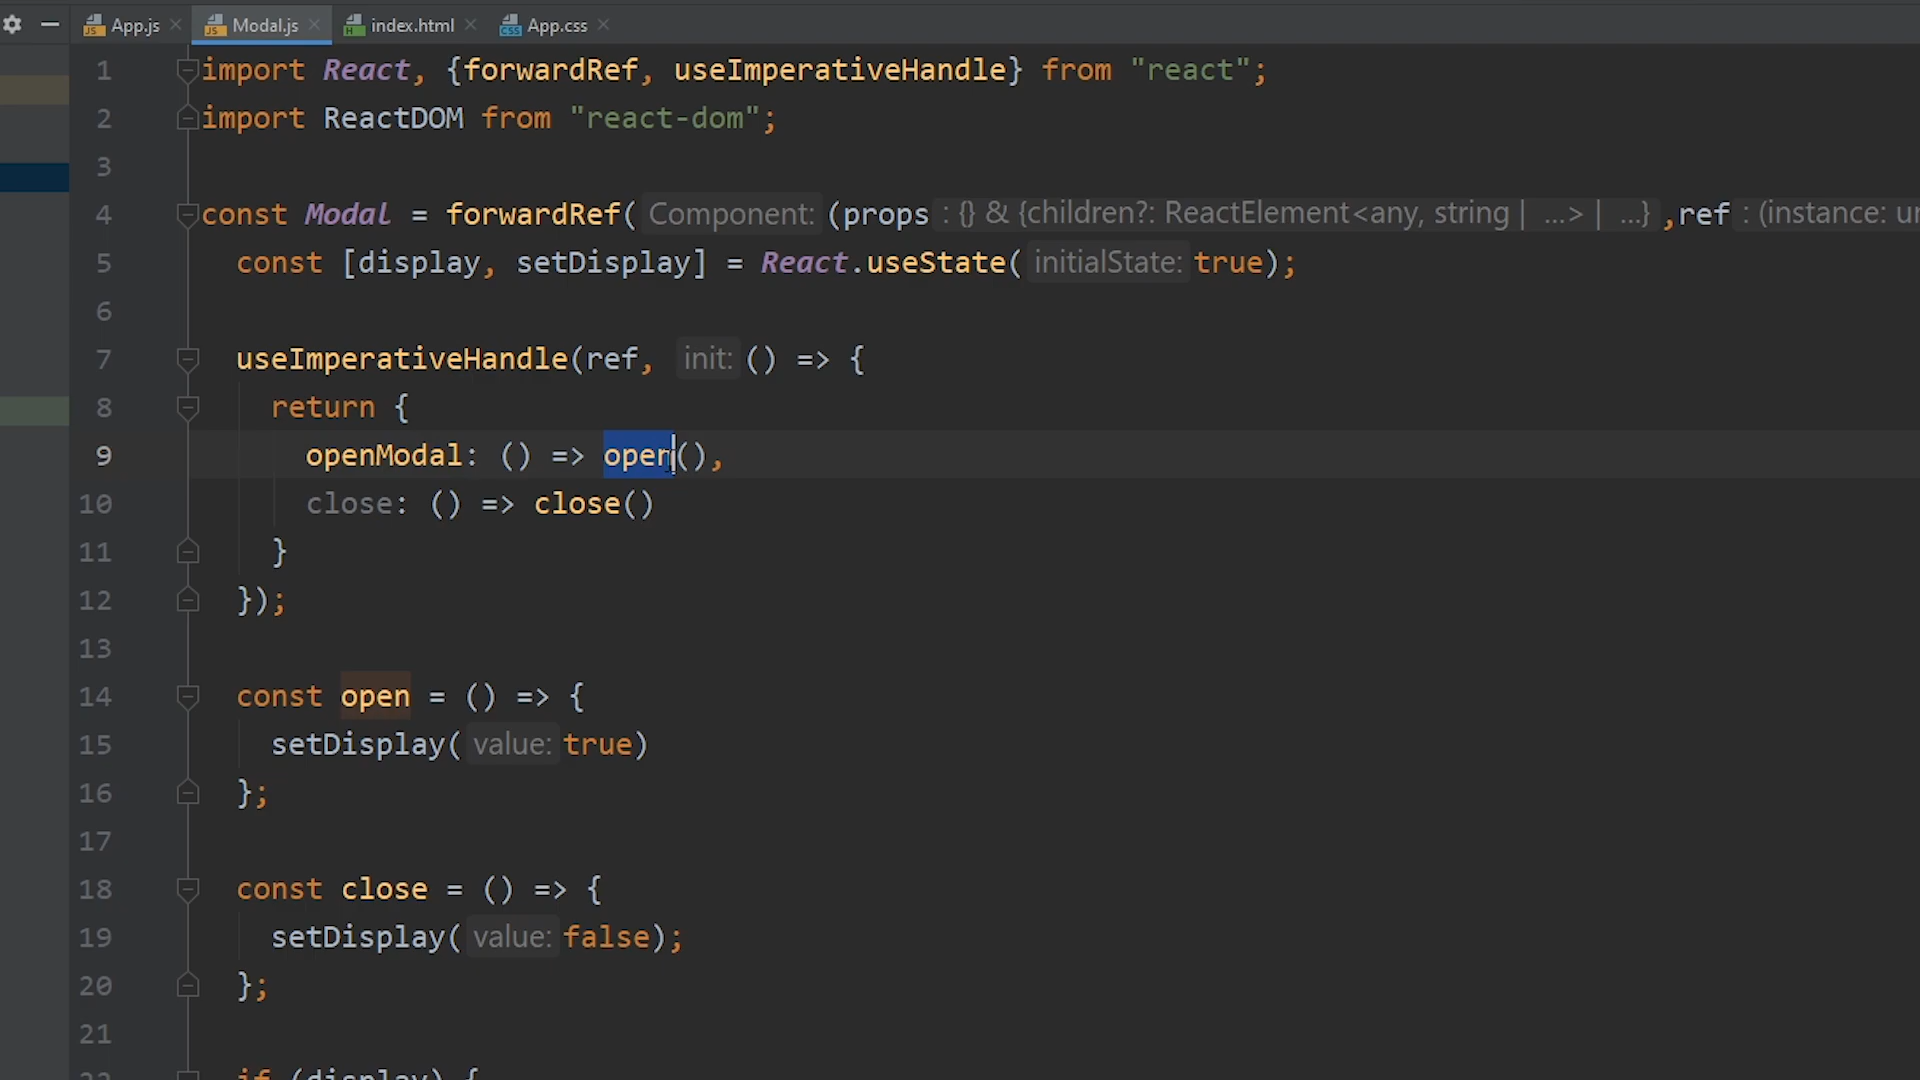 App.js Modal.js index.html App.css
1 import React, {forwardRef, useImperativeHandle} from "react";
2 import ReactDOM from "react-dom";
3
4 const Modal = forwardRef( Component: (props : {} & {children?: ReactElement<any, string | ...> | ...} ,ref : (instance:
5 const [display, setDisplay] = React.useState( initialState: true);
6
7 useImperativeHandle(ref, init: () => {
8 return {
9 openModal: () => open(),
10 close: () => close()
11 }
12 });
13
14 const open = () => {
15 setDisplay( value: true)
16 };
17
18 const close = () => {
19 setDisplay( value: false);
20 };
21
22 if (display) {